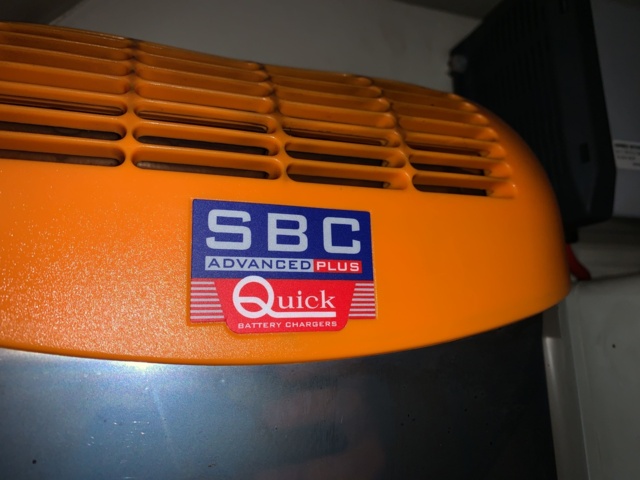 SBC
ADVANCED PLUS
Quick
BATTERY CHARGERS